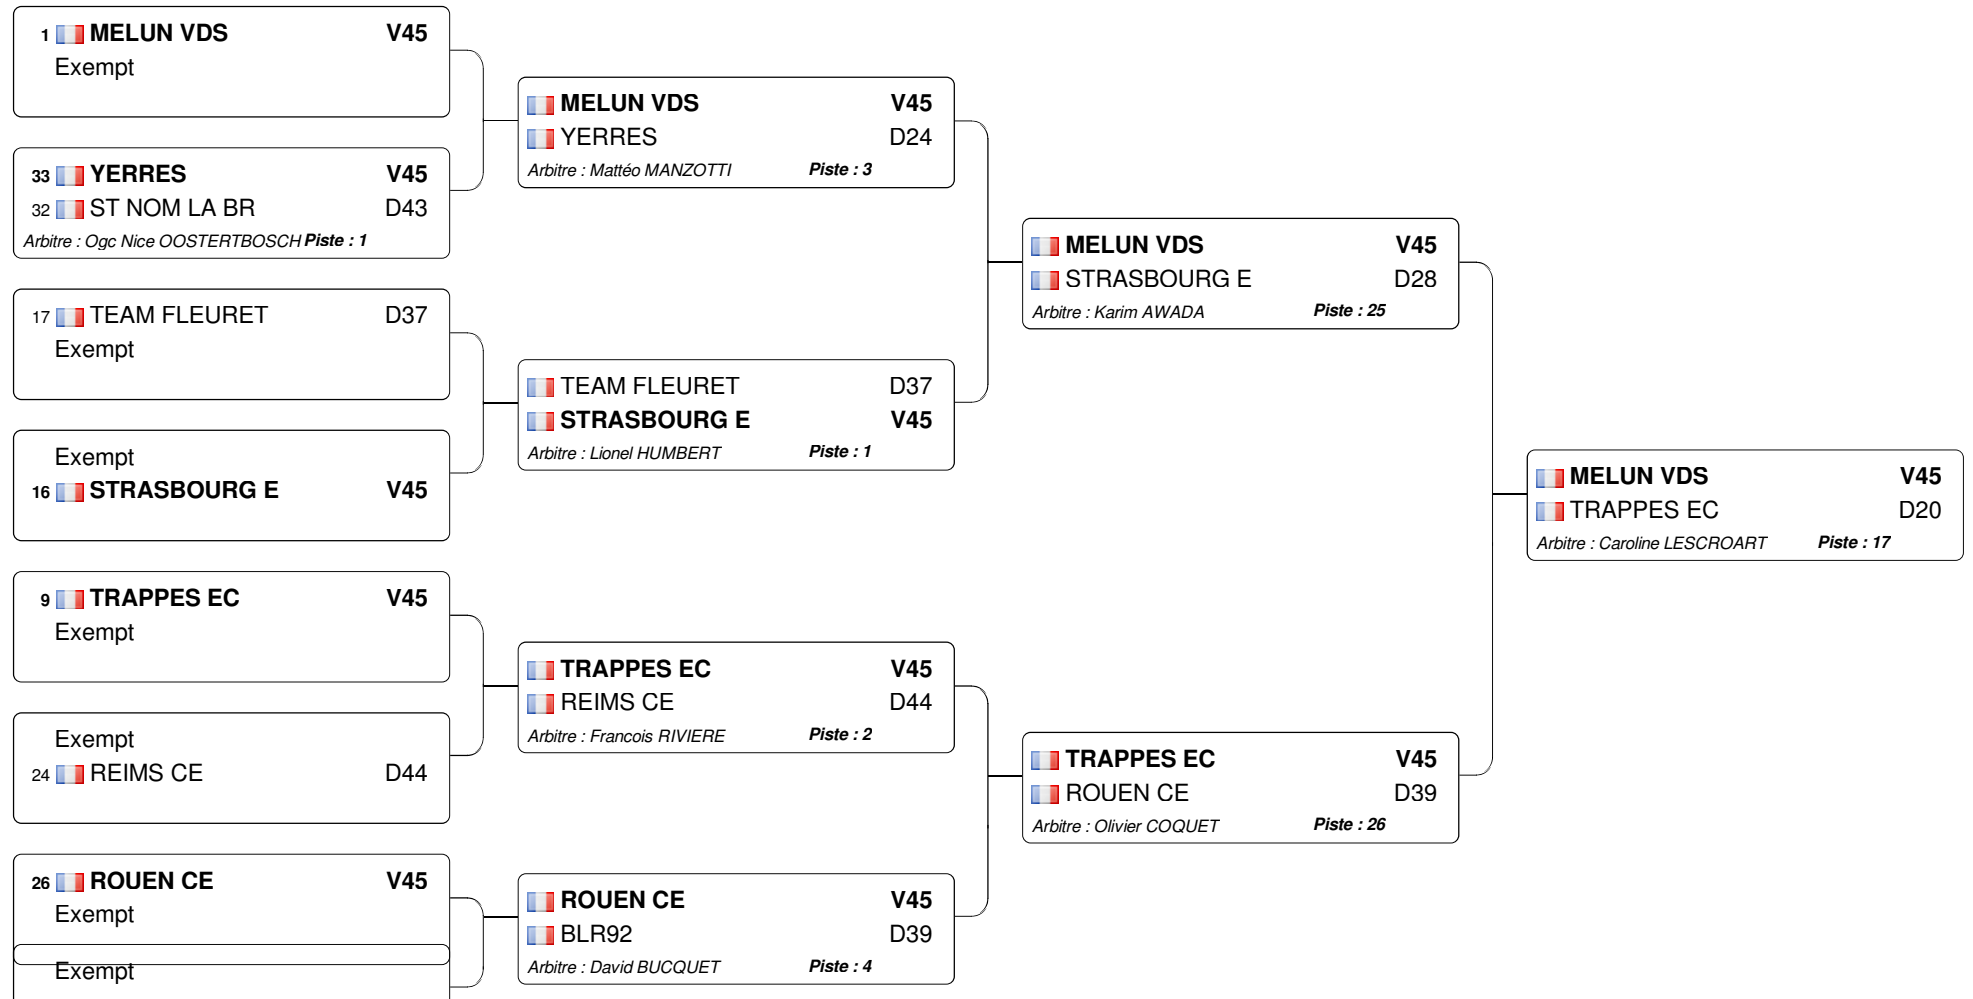 1 MELUN VDS V45
Exempt
33 YERRES V45
32 ST NOM LA BR D43
Arbitre : Ogc Nice OOSTERTBOSCH Piste : 1
17 TEAM FLEURET D37
Exempt
Exempt
16 STRASBOURG E V45
9 TRAPPES EC V45
Exempt
Exempt
24 REIMS CE D44
26 ROUEN CE V45
Exempt
Exempt
MELUN VDS V45
YERRES D24
Arbitre : Mattéo MANZOTTI Piste : 3
TEAM FLEURET D37
STRASBOURG E V45
Arbitre : Lionel HUMBERT Piste : 1
TRAPPES EC V45
REIMS CE D44
Arbitre : Francois RIVIERE Piste : 2
ROUEN CE V45
BLR92 D39
Arbitre : David BUCQUET Piste : 4
MELUN VDS V45
STRASBOURG E D28
Arbitre : Karim AWADA Piste : 25
TRAPPES EC V45
ROUEN CE D39
Arbitre : Olivier COQUET Piste : 26
MELUN VDS V45
TRAPPES EC D20
Arbitre : Caroline LESCROART Piste : 17